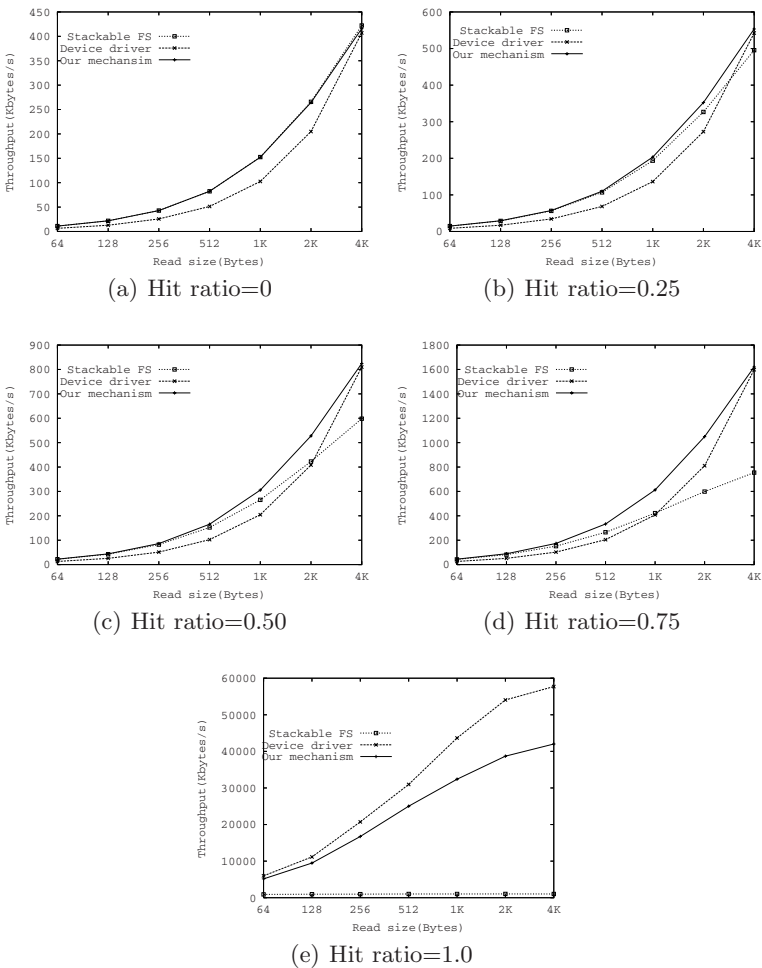 450
400
350
300
250
200
150
100
50
0
Throughput(Kbytes/s)
Stackable FS
Device driver
Our mechansim
64 128 256 512 1K 2K 4K
Read size(Bytes)
(a) Hit ratio=0
600
500
400
300
200
100
0
Throughput(Kbytes/s)
Stackable FS
Device driver
Our mechanism
64 128 256 512 1K 2K 4K
Read size(Bytes)
(b) Hit ratio=0.25
900
800
700
600
500
400
300
200
100
0
Throughput(Kbytes/s)
Stackable FS
Device driver
Our mechanism
64 128 256 512 1K 2K 4K
Read size(Bytes)
(c) Hit ratio=0.50
1800
1600
1400
1200
1000
800
600
400
200
0
Throughput(Kbytes/s)
Stackable FS
Device driver
Our mechanism
64 128 256 512 1K 2K 4K
Read size(Bytes)
(d) Hit ratio=0.75
60000
50000
40000
30000
20000
10000
0
Throughput(Kbytes/s)
Stackable FS
Device driver
Our mechanism
64 128 256 512 1K 2K 4K
Read size(Bytes)
(e) Hit ratio=1.0